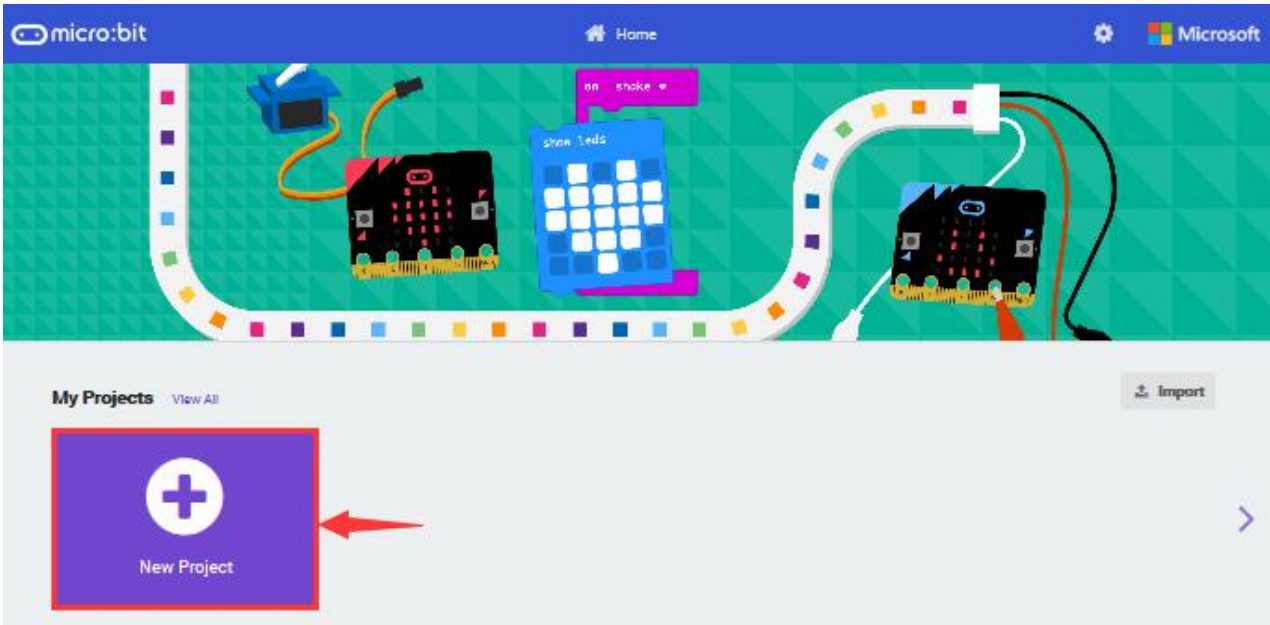 micro:bit
Home
Microsoft
on shake
show leds
My Projects View All
Import
New Project